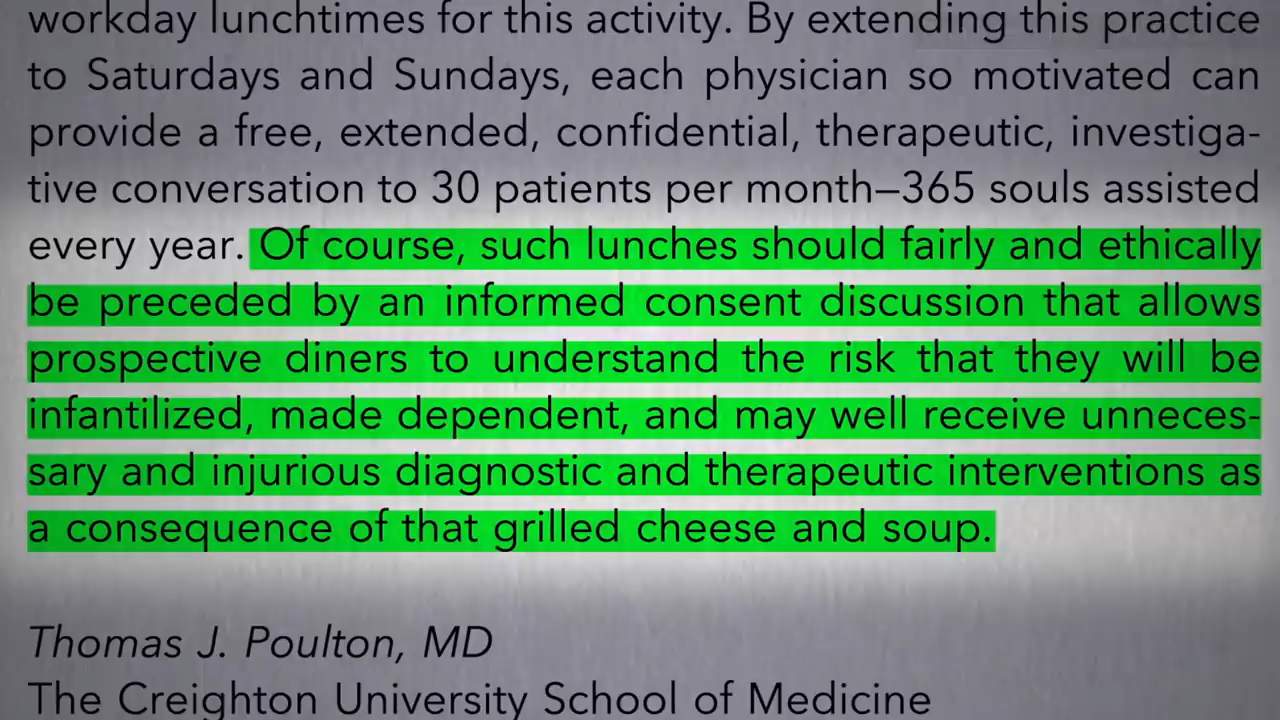 workday lunchtimes for this activity. By extending this practice
to Saturdays and Sundays, each physician so motivated can
provide a free, extended, confidential, therapeutic, investiga-
tive conversation to 30 patients per month—365 souls assisted
every year. Of course, such lunches should fairly and ethically
be preceded by an informed consent discussion that allows
prospective diners to understand the risk that they will be
infantilized, made dependent, and may well receive unneces-
sary and injurious diagnostic and therapeutic interventions as
a consequence of that grilled cheese and soup.
Thomas J. Poulton, MD
The Creighton University School of Medicine